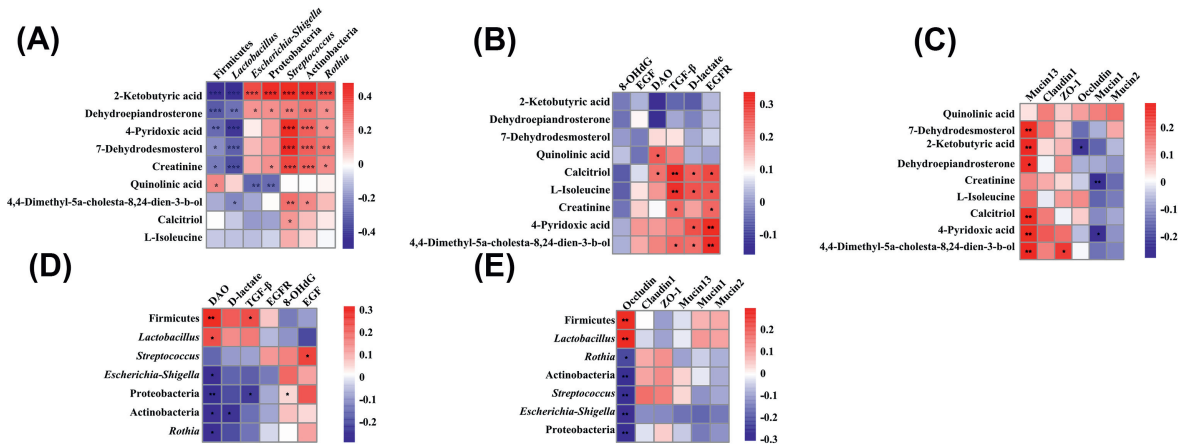 (A)
Firmicutes
Lactobacillus
Escherichia-Shigella
Proteobacteria
Streptococcus
Actinobacteria
Rothia
2-Ketobutyric acid
Dehydroepiandrosterone
4-Pyridoxic acid
7-Dehydrodesmosterol
Creatinine
Quinolinic acid
4,4-Dimethyl-5a-cholesta-8,24-dien-3-b-ol
Calcitriol
L-Isoleucine
0.4
0.2
0
-0.2
-0.4
(B)
8-OHdG
EGF
DAO
TGF-β
D-lactate
EGFR
2-Ketobutyric acid
Dehydroepiandrosterone
7-Dehydrodesmosterol
Quinolinic acid
Calcitriol
L-Isoleucine
Creatinine
4-Pyridoxic acid
4,4-Dimethyl-5a-cholesta-8,24-dien-3-b-ol
0.3
0.2
0.1
0
-0.1
(C)
Mucin13
Claudin1
ZO-1
Occludin
Mucin1
Mucin2
Quinolinic acid
7-Dehydrodesmosterol
2-Ketobutyric acid
Dehydroepiandrosterone
Creatinine
L-Isoleucine
Calcitriol
4-Pyridoxic acid
4,4-Dimethyl-5a-cholesta-8,24-dien-3-b-ol
0.2
0.1
0
-0.1
-0.2
(D)
DAO
D-lactate
TGF-β
EGFR
8-OHdG
EGF
Firmicutes
Lactobacillus
Streptococcus
Escherichia-Shigella
Proteobacteria
Actinobacteria
Rothia
0.3
0.2
0.1
0
-0.1
-0.2
(E)
Occludin
Claudin1
ZO-1
Mucin13
Mucin1
Mucin2
Firmicutes
Lactobacillus
Rothia
Actinobacteria
Streptococcus
Escherichia-Shigella
Proteobacteria
0.2
0.1
0
-0.1
-0.2
-0.3